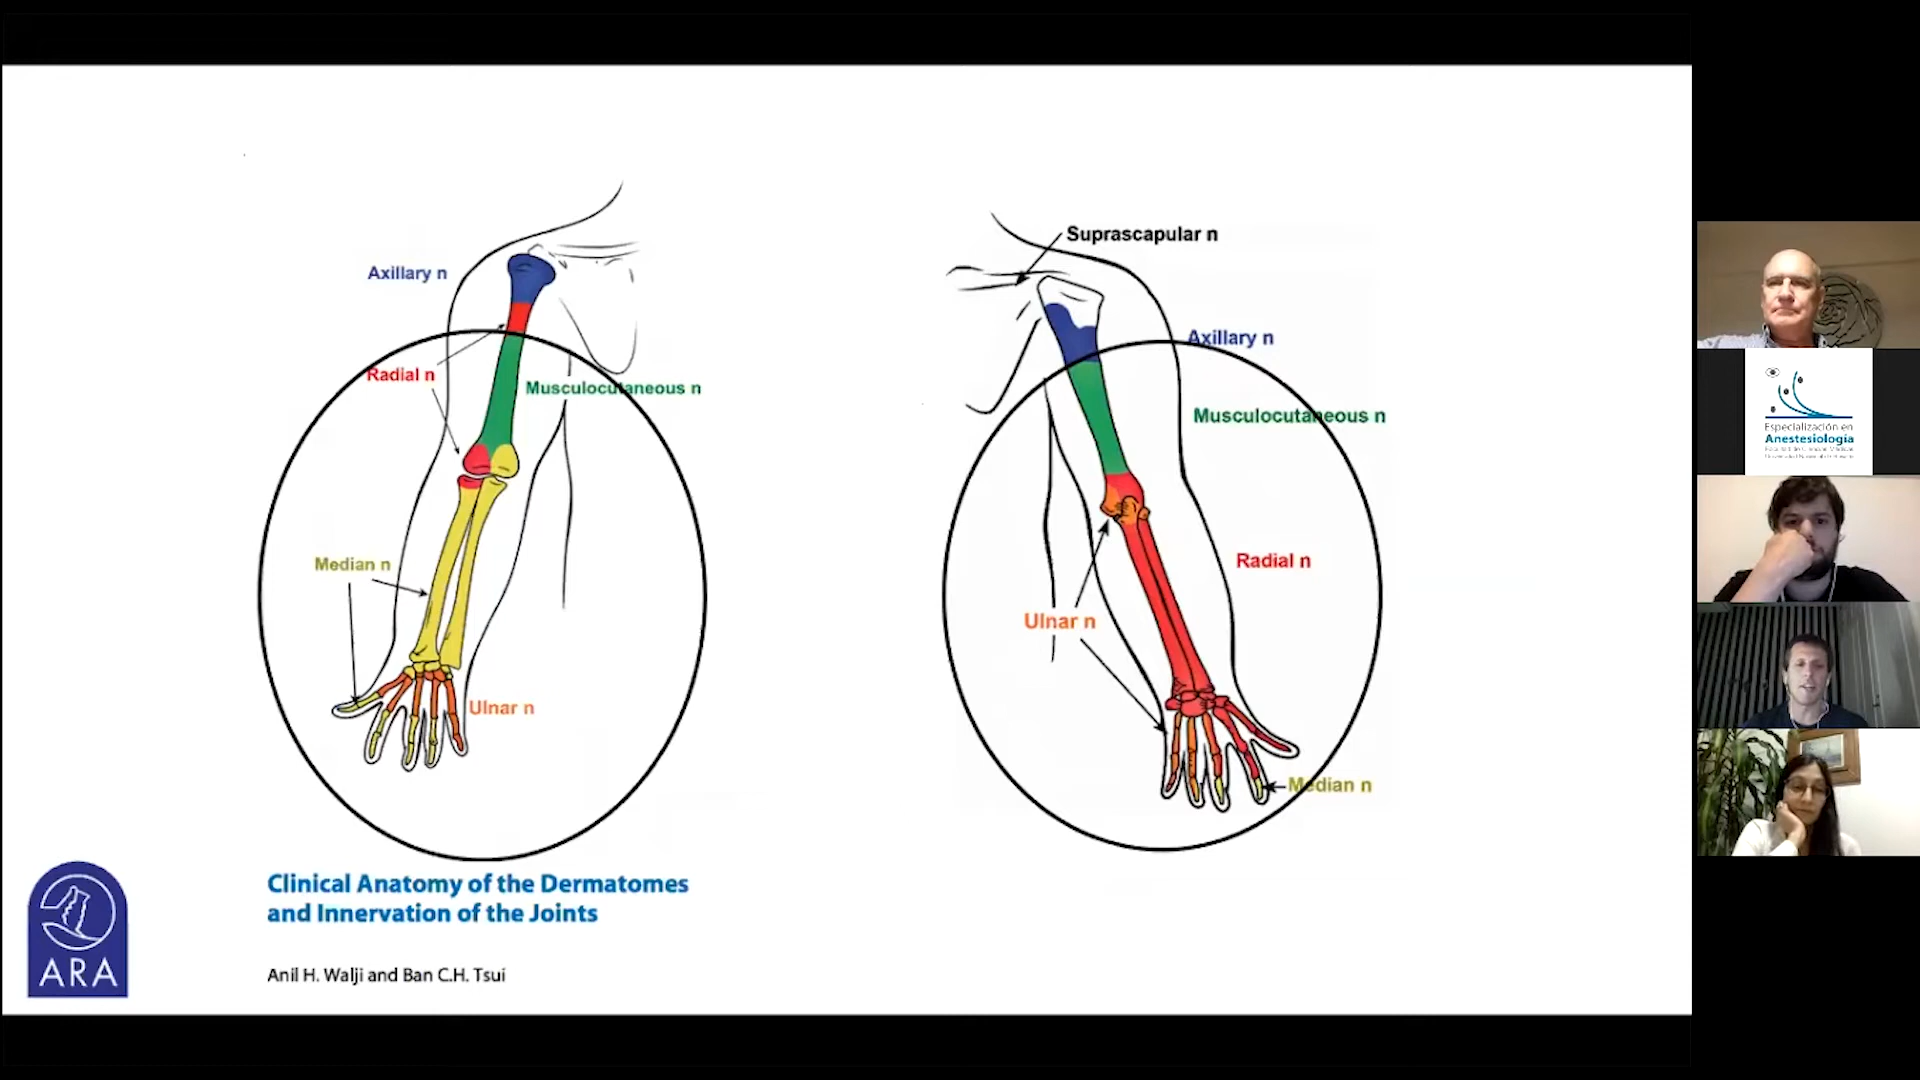 Axillary n
Radial n
Musculocutaneous n
Median n
Ulnar n
Suprascapular n
Axillary n
Musculocutaneous n
Radial n
Ulnar n
Median n
Clinical Anatomy of the Dermatomes
and Innervation of the Joints
Anil H. Walji and Ban C.H. Tsui
ARA
Especialización en
Anestesiología